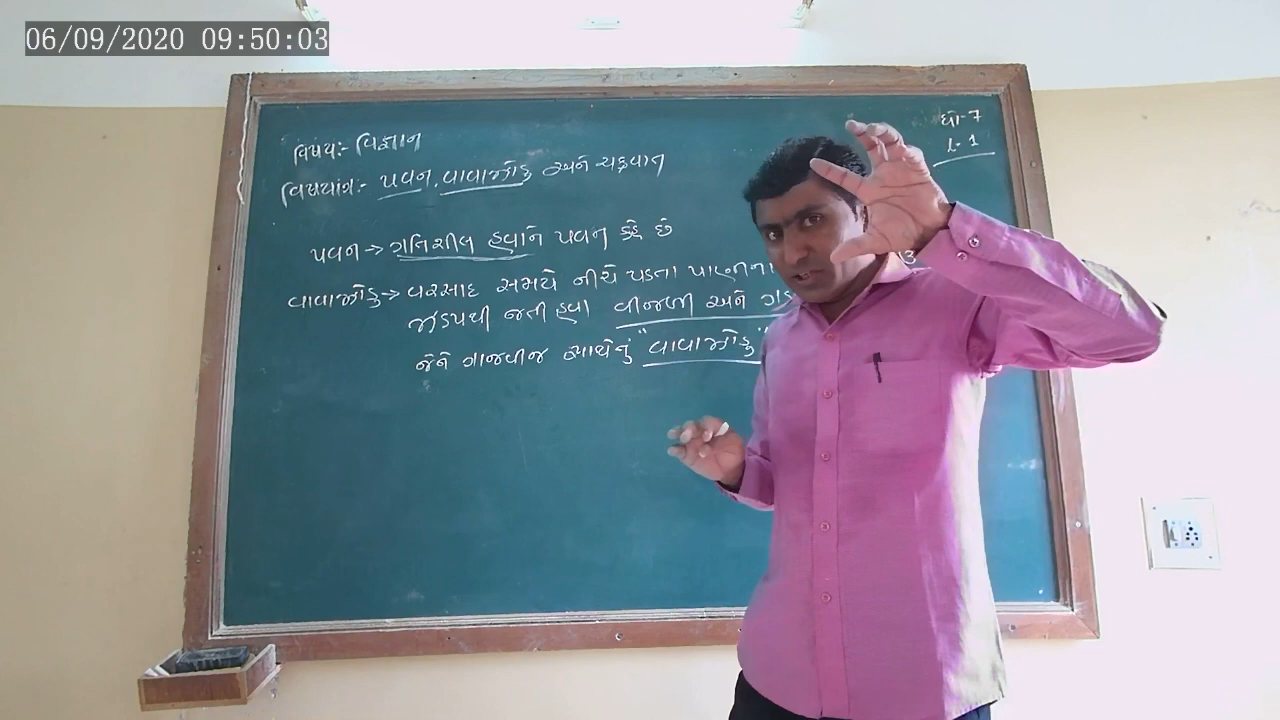 06/09/2020 09:50:03
ધો-7
L-1
વિષય:- વિજ્ઞાન
વિષયાંગ:- પવન, વાવાઝોડુ અને ચક્રવાત
પવન → ગતિશીલ હવાને પવન કહે છે
વાવાઝોડુ → વરસાદ સમયે નીચે પડતા પાણીના
ઝડપથી જતી હવા વીજળી અને
જેને ગાજવીજ સાથેનું "વાવાઝોડુ"